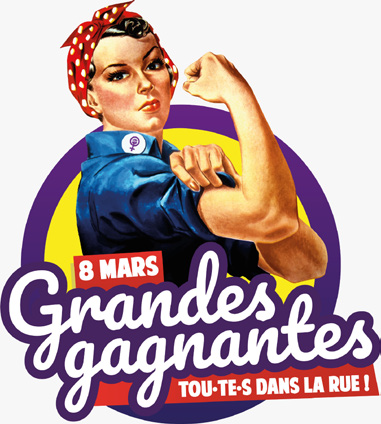 8 MARS
Grandes
gagnantes
TOU·TE·S DANS LA RUE !